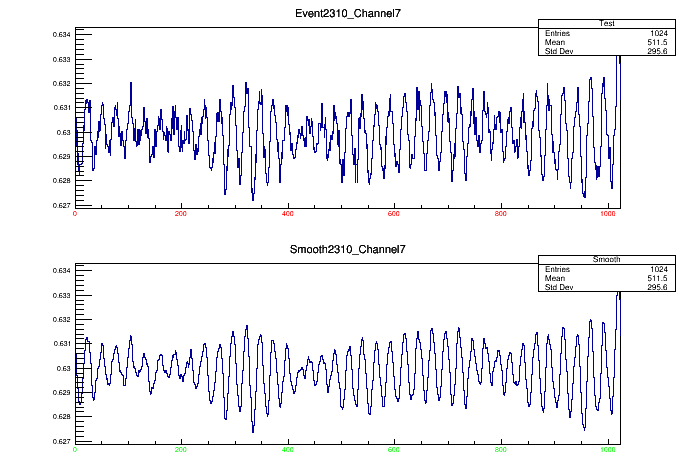 Event2310_Channel7
Test
Entries 1024
Mean 511.5
Std Dev 295.6
0.634
0.633
0.632
0.631
0.63
0.629
0.628
0.627
0 200 400 600 800 1000
Smooth2310_Channel7
Smooth
Entries 1024
Mean 511.5
Std Dev 295.6
0.634
0.633
0.632
0.631
0.63
0.629
0.628
0.627
0 200 400 600 800 1000